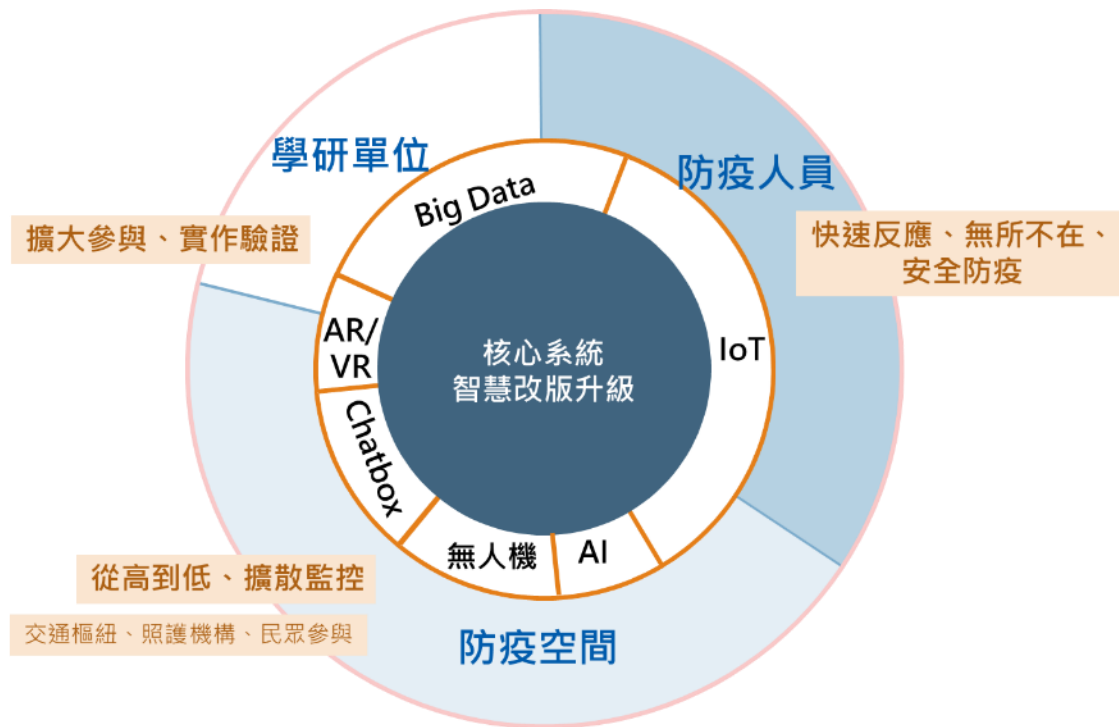 學研單位
擴大參與、實作驗證
防疫人員
快速反應、無所不在、
安全防疫
Big Data
IoT
AR/
VR
Chatbox
無人機
AI
核心系統
智慧改版升級
從高到低、擴散監控
交通樞紐、照護機構、民眾參與
防疫空間